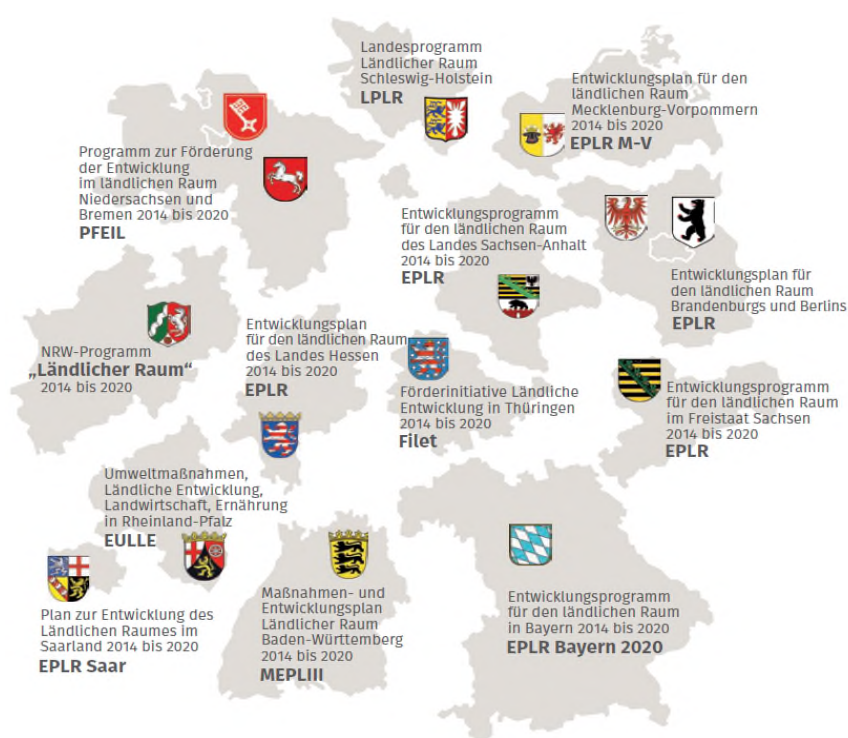 Landesprogramm
Ländlicher Raum
Schleswig-Holstein
LPLR
Entwicklungsplan für den
ländlichen Raum
Mecklenburg-Vorpommern
2014 bis 2020
EPLR M-V
Programm zur Förderung
der Entwicklung
im ländlichen Raum
Niedersachsen und
Bremen 2014 bis 2020
PFEIL
Entwicklungsprogramm
für den ländlichen Raum
des Landes Sachsen-Anhalt
2014 bis 2020
EPLR
Entwicklungsplan für
den ländlichen Raum
Brandenburgs und Berlins
EPLR
NRW-Programm
„Ländlicher Raum“
2014 bis 2020
Entwicklungsplan
für den ländlichen Raum
des Landes Hessen
2014 bis 2020
EPLR
Förderinitiative Ländliche
Entwicklung in Thüringen
2014 bis 2020
Filet
Entwicklungsprogramm
für den ländlichen Raum
im Freistaat Sachsen
2014 bis 2020
EPLR
Umweltmaßnahmen,
Ländliche Entwicklung,
Landwirtschaft, Ernährung
in Rheinland-Pfalz
EULLE
Plan zur Entwicklung des
Ländlichen Raumes im
Saarland 2014 bis 2020
EPLR Saar
Maßnahmen- und
Entwicklungsplan
Ländlicher Raum
Baden-Württemberg
2014 bis 2020
MEPLIII
Entwicklungsprogramm
für den ländlichen Raum
in Bayern 2014 bis 2020
EPLR Bayern 2020